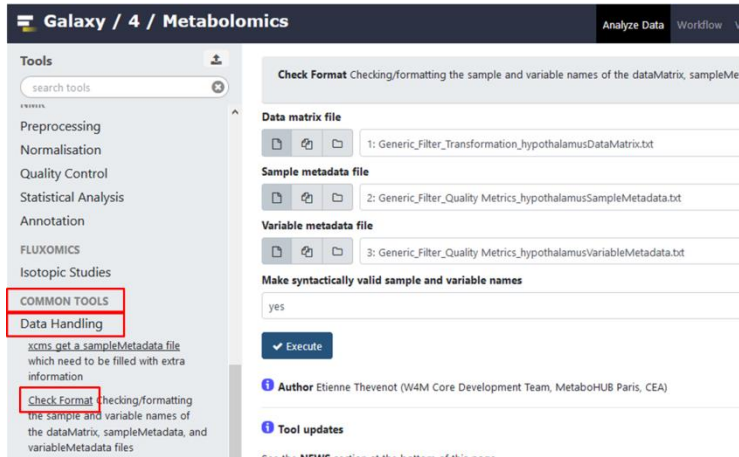 Galaxy / 4 / Metabolomics
Analyze Data Workflow
Tools
search tools
Preprocessing
Normalisation
Quality Control
Statistical Analysis
Annotation
FLUXOMICS
Isotopic Studies
COMMON TOOLS
Data Handling
xcms get a sampleMetadata file
which need to be filled with extra
information
Check Format Checking/formatting
the sample and variable names of
the dataMatrix, sampleMetadata, and
variableMetadata files
Check Format Checking/formatting the sample and variable names of the dataMatrix, sampleMe
Data matrix file
1: Generic_Filter_Transformation_hypothalamusDataMatrix.txt
Sample metadata file
2: Generic_Filter_Quality Metrics_hypothalamusSampleMetadata.txt
Variable metadata file
3: Generic_Filter_Quality Metrics_hypothalamusVariableMetadata.txt
Make syntactically valid sample and variable names
yes
Execute
Author Etienne Thevenot (W4M Core Development Team, MetaboHUB Paris, CEA)
Tool updates
See the NEWS section at the bottom of this page